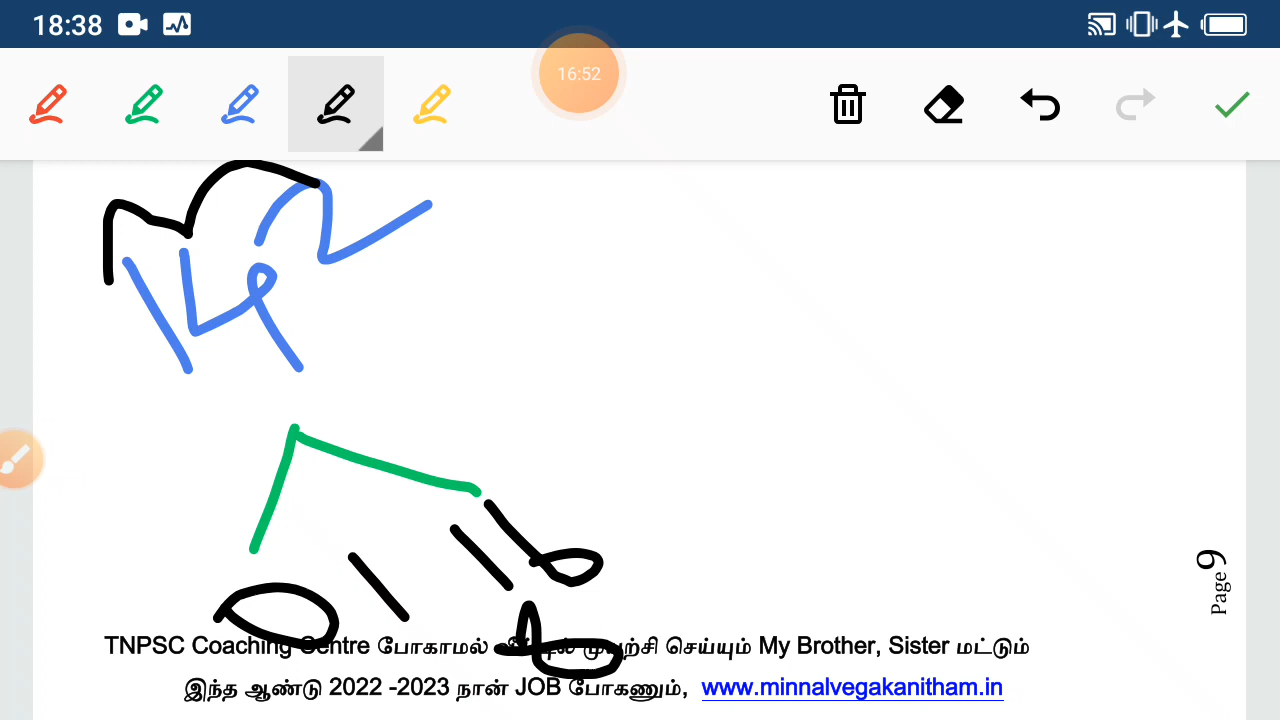 18:38
16:52
Page 9
TNPSC Coaching Centre போகாமல் முயற்சி செய்யும் My Brother, Sister மட்டும்
இந்த ஆண்டு 2022 -2023 நான் JOB போகணும், www.minnalvegakanitham.in